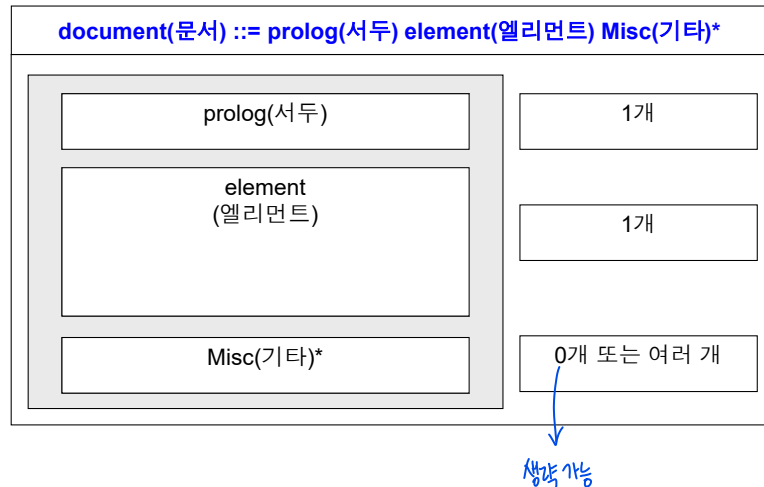 document(문서) ::= prolog(서두) element(엘리먼트) Misc(기타)*
prolog(서두)
1개
element
(엘리먼트)
1개
Misc(기타)*
0개 또는 여러 개
생략 가능